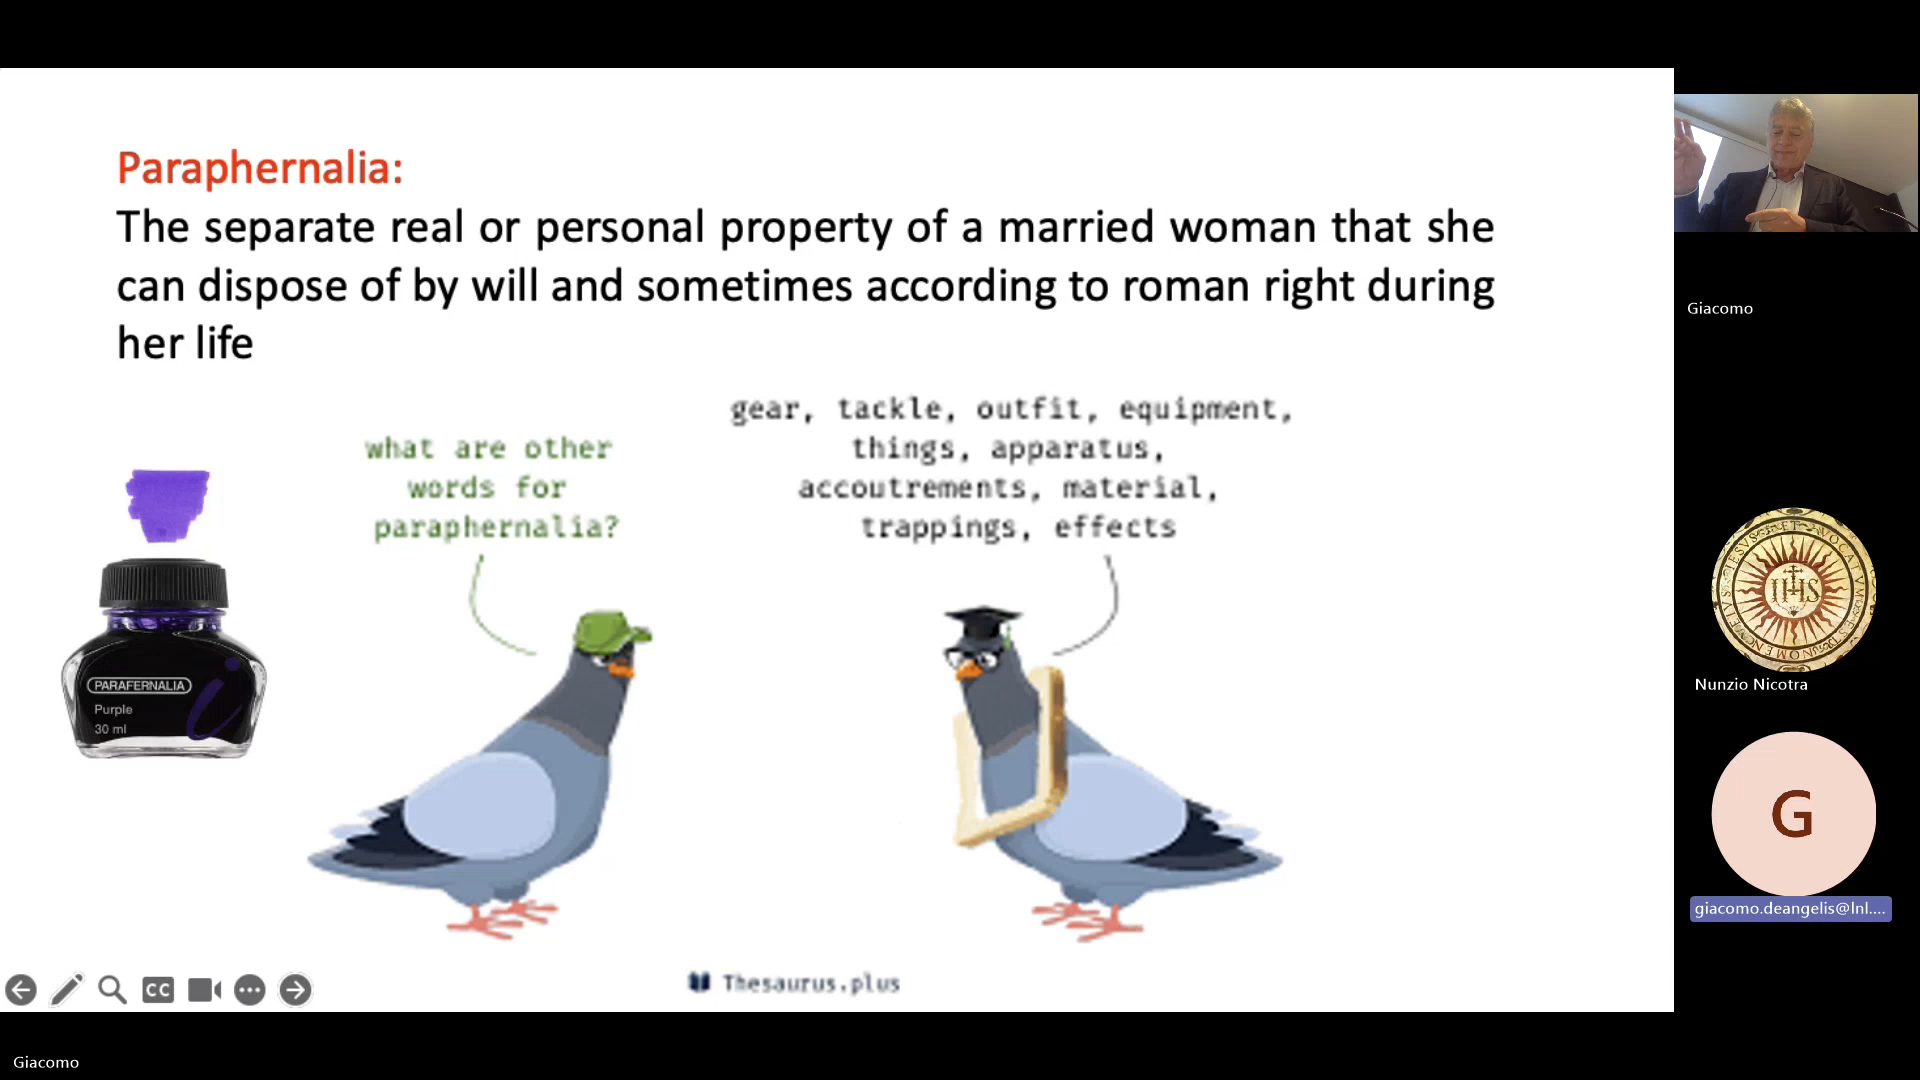 Paraphernalia:
The separate real or personal property of a married woman that she
can dispose of by will and sometimes according to roman right during
her life
what are other
words for
paraphernalia?
gear, tackle, outfit, equipment,
things, apparatus,
accoutrements, material,
trappings, effects
PARAFERNALIA
i
Purple
30 ml
Thesaurus.plus
CC
Giacomo
Giacomo
IHS
Nunzio Nicotra
G
giacomo.deangelis@lnl....